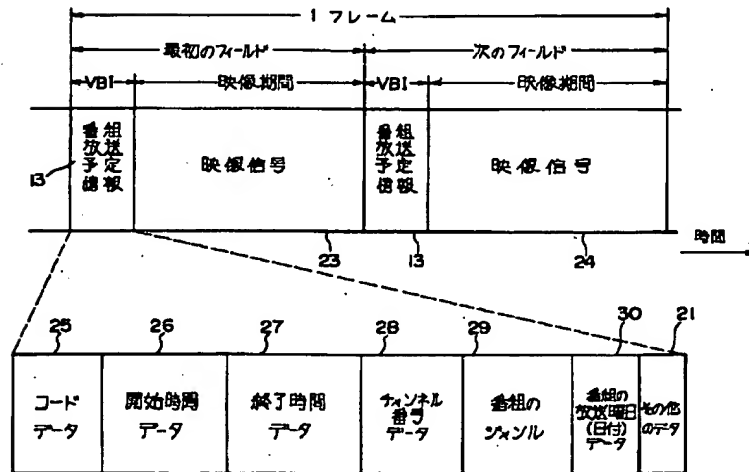 1 フレーム
最初のフィールド 次のフィールド
VBI 映像期間 VBI 映像期間
番組
放送
予定
情報
映像信号
番組
放送
予定
情報
映像信号
13
23
13
24
時間
25
26
27
28
29
30
21
コード
データ
開始時間
データ
終了時間
データ
チャンネル
番号
データ
番組の
ジャンル
番組の
放送曜日
(日付)
データ
その他
のデータ